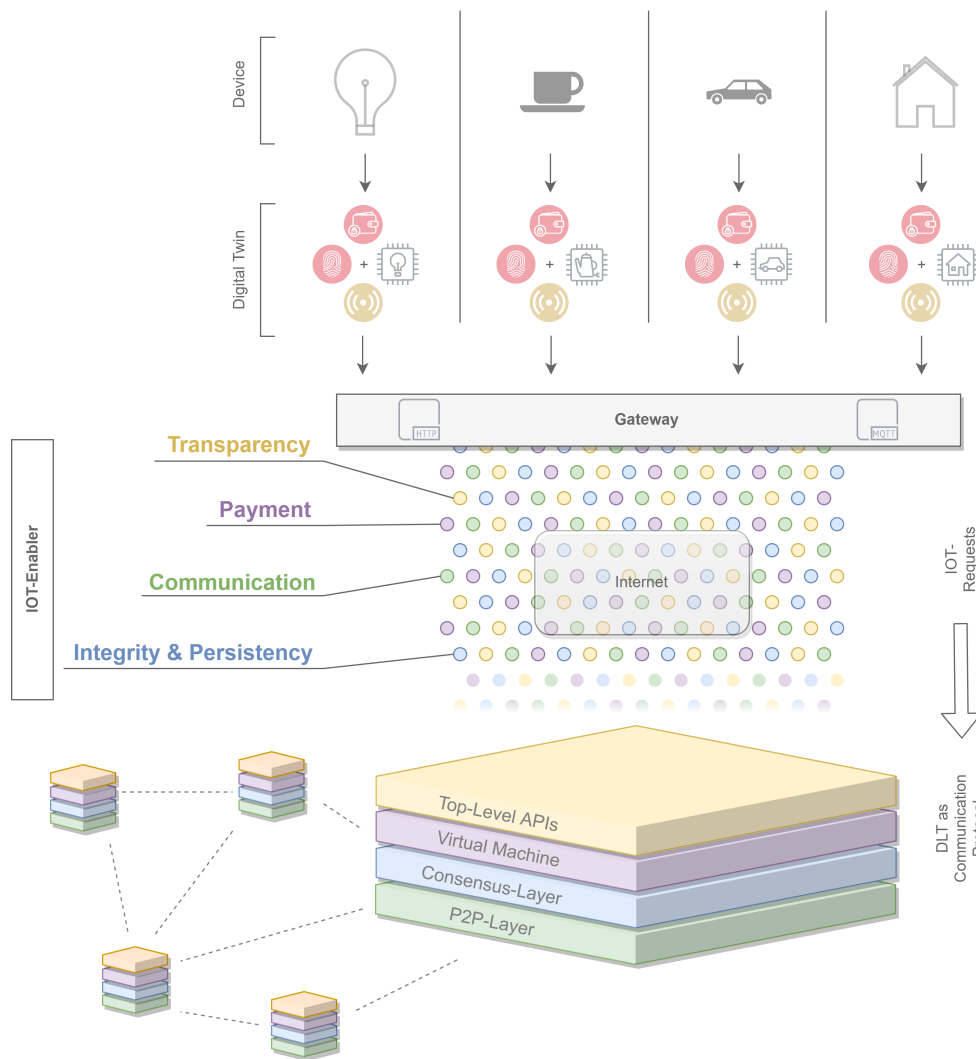 Device
Digital Twin
+
+
+
+
HTTP
Gateway
MQTT
IOT-Enabler
Transparency
Payment
Communication
Integrity & Persistency
Internet
IOT-
Requests
Top-Level APIs
Virtual Machine
Consensus-Layer
P2P-Layer
DLT as
Communication